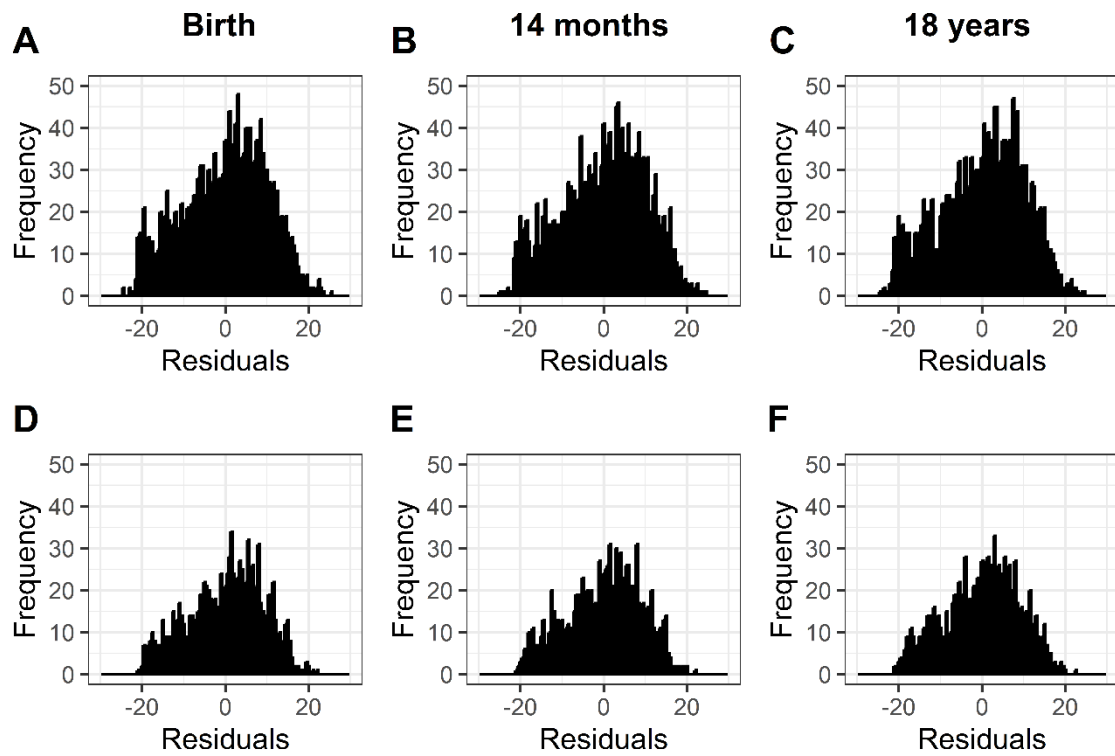 A Birth B 14 months C 18 years
50 50 50
40 40 40
30 30 30
20 20 20
10 10 10
0 0 0
Frequency Frequency Frequency
-20 0 20 -20 0 20 -20 0 20
Residuals Residuals Residuals
D E F
50 50 50
40 40 40
30 30 30
20 20 20
10 10 10
0 0 0
Frequency Frequency Frequency
-20 0 20 -20 0 20 -20 0 20
Residuals Residuals Residuals